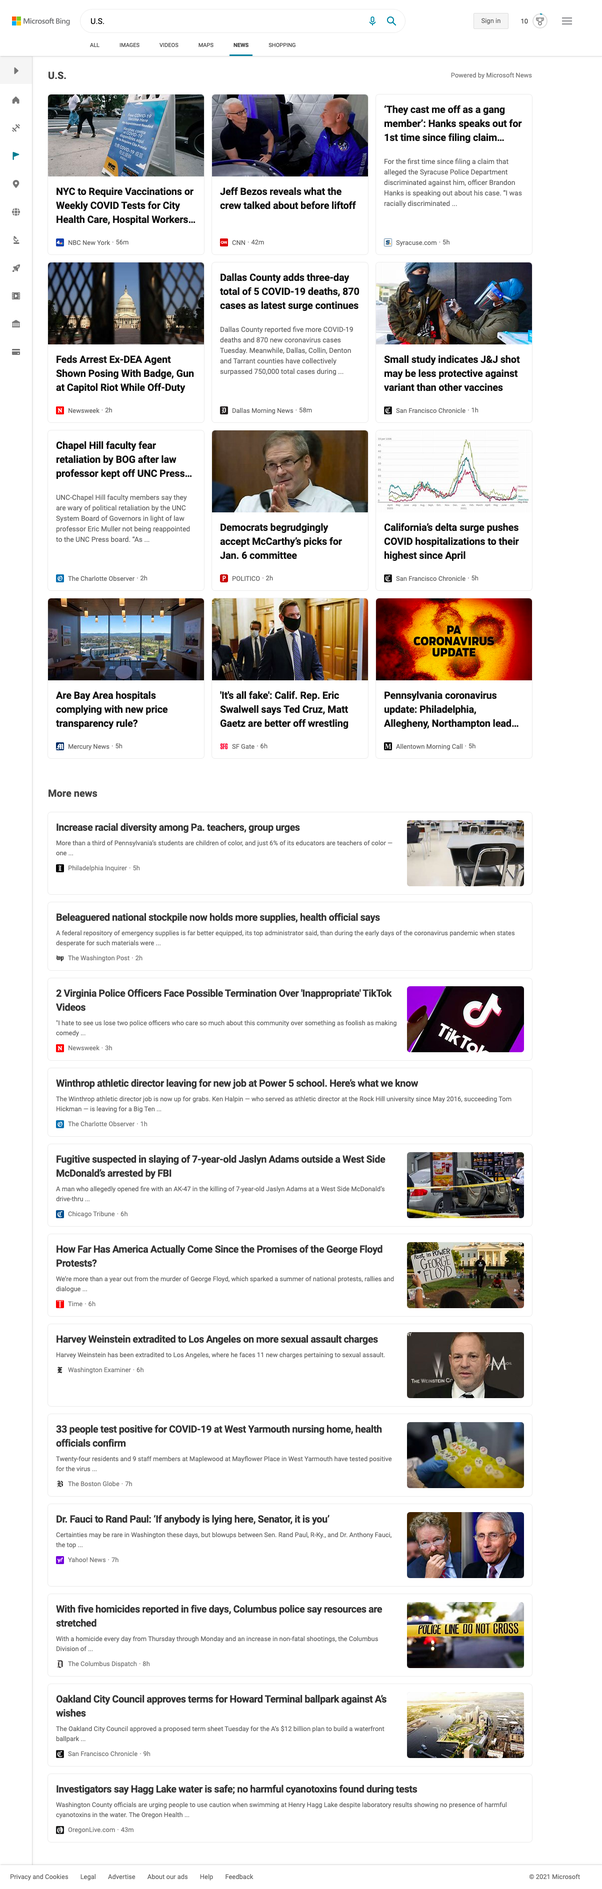 Microsoft Bing
U.S.
Sign in
10
ALL IMAGES VIDEOS MAPS NEWS SHOPPING
U.S.
Powered by Microsoft News
NYC to Require Vaccinations or
Weekly COVID Tests for City
Health Care, Hospital Workers...
NBC New York · 56m
Jeff Bezos reveals what the
crew talked about before liftoff
CNN · 42m
'They cast me off as a gang
member': Hanks speaks out for
1st time since filing claim...
For the first time since filing a claim that
alleged the Syracuse Police Department
discriminated against him, officer Brandon
Hanks is speaking out about his case. "I was
racially discriminated ...
Syracuse.com · 5h
Feds Arrest Ex-DEA Agent
Shown Posing With Badge, Gun
at Capitol Riot While Off-Duty
Newsweek · 2h
Dallas County adds three-day
total of 5 COVID-19 deaths, 870
cases as latest surge continues
Dallas County reported five more COVID-19
deaths and 870 new coronavirus cases
Tuesday. Meanwhile, Dallas, Collin, Denton
and Tarrant counties have collectively
surpassed 750,000 total cases during ...
Dallas Morning News · 58m
Small study indicates J&J shot
may be less protective against
variant than other vaccines
San Francisco Chronicle · 1h
Chapel Hill faculty fear
retaliation by BOG after law
professor kept off UNC Press...
UNC-Chapel Hill faculty members say they
are wary of political retaliation by the UNC
System Board of Governors in light of law
professor Eric Muller not being reappointed
to the UNC Press board. "As ...
The Charlotte Observer · 2h
Democrats begrudgingly
accept McCarthy's picks for
Jan. 6 committee
POLITICO · 2h
California's delta surge pushes
COVID hospitalizations to their
highest since April
San Francisco Chronicle · 5h
Are Bay Area hospitals
complying with new price
transparency rule?
Mercury News · 5h
'It's all fake': Calif. Rep. Eric
Swalwell says Ted Cruz, Matt
Gaetz are better off wrestling
SF Gate · 6h
PA
CORONAVIRUS
UPDATE
Pennsylvania coronavirus
update: Philadelphia,
Allegheny, Northampton lead...
Allentown Morning Call · 5h
More news
Increase racial diversity among Pa. teachers, group urges
More than a third of Pennsylvania's students are children of color, and just 6% of its educators are teachers of color —
one ...
Philadelphia Inquirer · 5h
Beleaguered national stockpile now holds more supplies, health official says
A federal repository of emergency supplies is far better equipped, its top administrator said, than during the early days of the coronavirus pandemic when states
desperate for such materials were ...
The Washington Post · 2h
2 Virginia Police Officers Face Possible Termination Over 'Inappropriate' TikTok
Videos
"I hate to see us lose two police officers who care so much about this community over something as foolish as making
comedy ...
Newsweek · 3h
TikTok
Winthrop athletic director leaving for new job at Power 5 school. Here's what we know
The Winthrop athletic director job is now up for grabs. Ken Halpin — who served as athletic director at the Rock Hill university since May 2016, succeeding Tom
Hickman — is leaving for a Big Ten ...
The Charlotte Observer · 1h
Fugitive suspected in slaying of 7-year-old Jaslyn Adams outside a West Side
McDonald's arrested by FBI
A man who allegedly opened fire with an AK-47 in the killing of 7-year-old Jaslyn Adams at a West Side McDonald's
drive-thru ...
Chicago Tribune · 6h
How Far Has America Actually Come Since the Promises of the George Floyd
Protests?
We're more than a year out from the murder of George Floyd, which sparked a summer of national protests, rallies and
dialogue ...
Time · 6h
GEORGE
FLOYD
Harvey Weinstein extradited to Los Angeles on more sexual assault charges
Harvey Weinstein has been extradited to Los Angeles, where he faces 11 new charges pertaining to sexual assault.
Washington Examiner · 6h
THE WEINSTEIN CO
33 people test positive for COVID-19 at West Yarmouth nursing home, health
officials confirm
Twenty-four residents and 9 staff members at Maplewood at Mayflower Place in West Yarmouth have tested positive
for the virus ...
The Boston Globe · 7h
Dr. Fauci to Rand Paul: 'If anybody is lying here, Senator, it is you'
Certainties may be rare in Washington these days, but blowups between Sen. Rand Paul, R-Ky., and Dr. Anthony Fauci,
the top ...
Yahoo! News · 7h
With five homicides reported in five days, Columbus police say resources are
stretched
With a homicide every day from Thursday through Monday and an increase in non-fatal shootings, the Columbus
Division of ...
The Columbus Dispatch · 8h
POLICE LINE DO NOT CROSS
Oakland City Council approves terms for Howard Terminal ballpark against A's
wishes
The Oakland City Council approved a proposed term sheet Tuesday for the A's $12 billion plan to build a waterfront
ballpark ...
San Francisco Chronicle · 9h
Investigators say Hagg Lake water is safe; no harmful cyanotoxins found during tests
Washington County officials are urging people to use caution when swimming at Henry Hagg Lake despite laboratory results showing no presence of harmful
cyanotoxins in the water. The Oregon Health ...
OregonLive.com · 43m
Privacy and Cookies Legal Advertise About our ads Help Feedback
© 2021 Microsoft